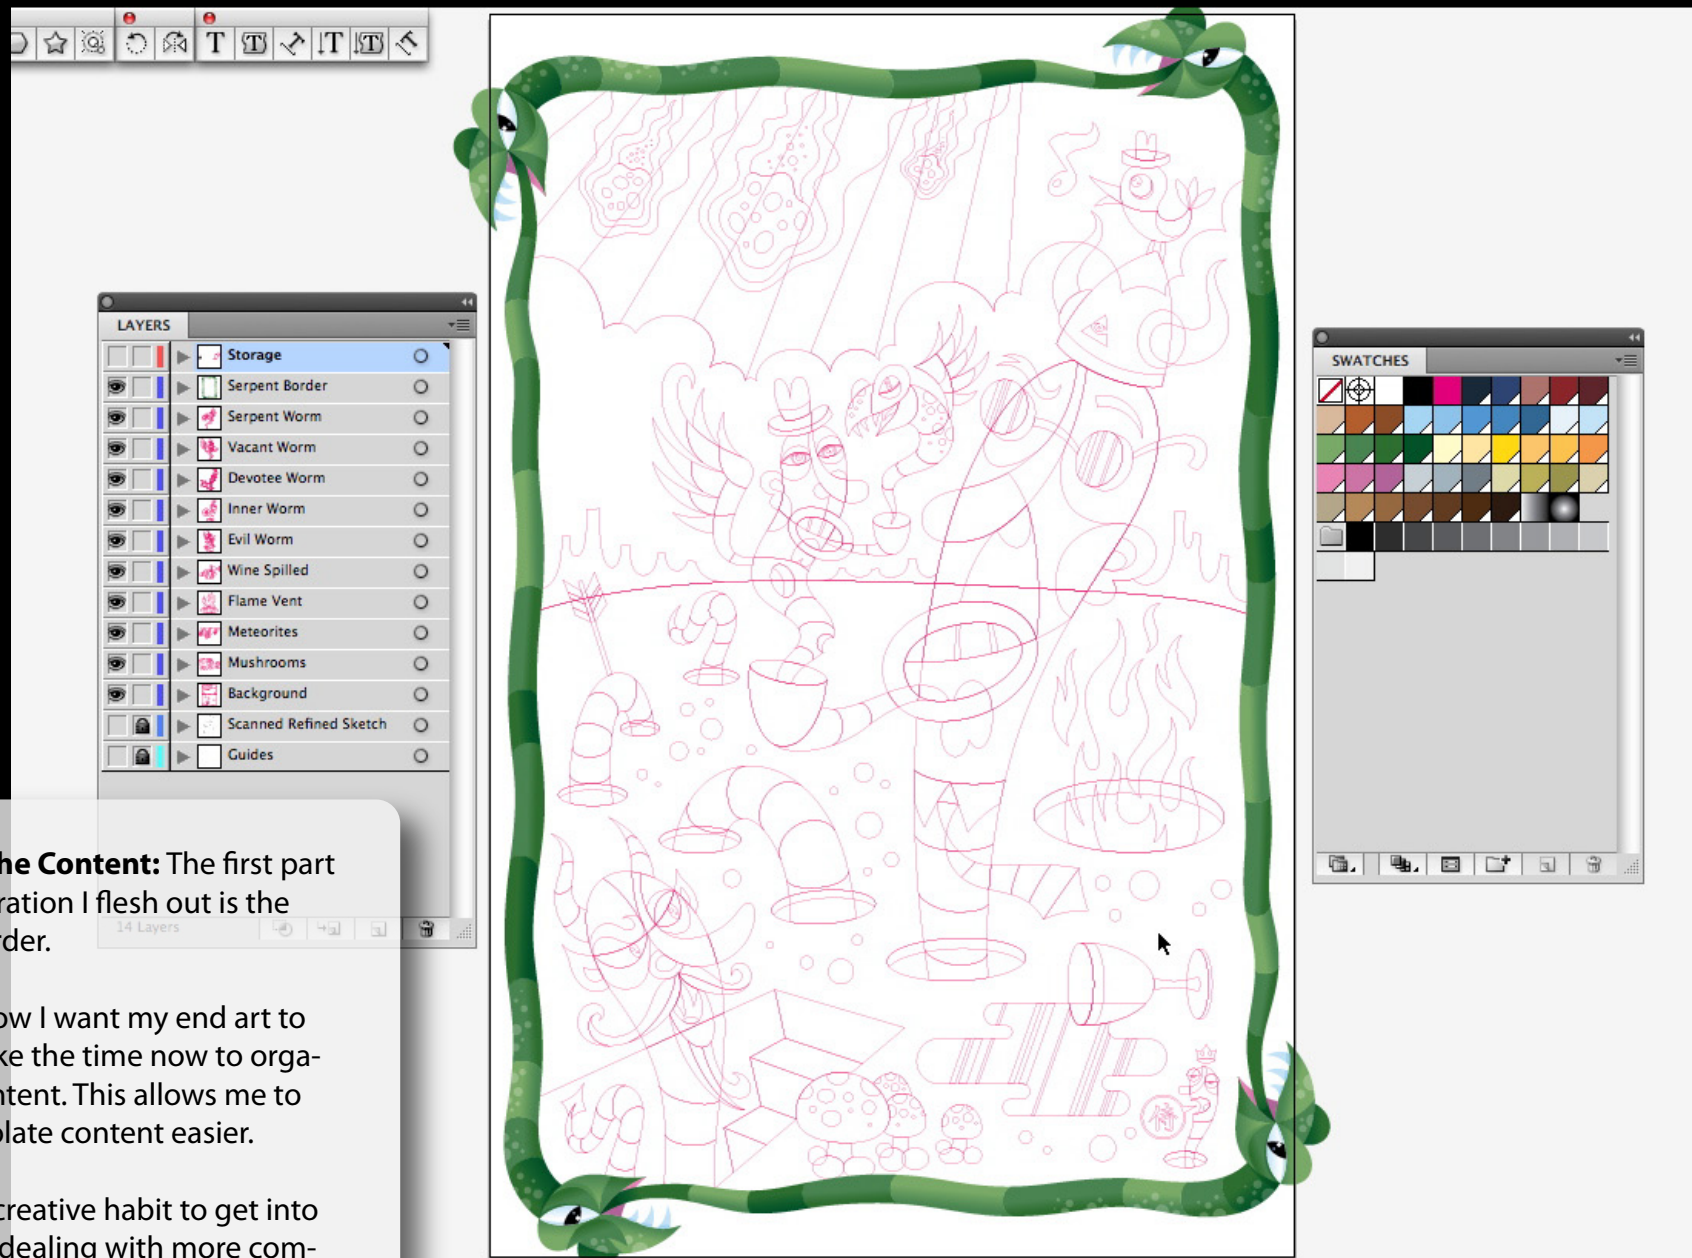 T T T T
LAYERS
Storage
Serpent Border
Serpent Worm
Vacant Worm
Devotee Worm
Inner Worm
Evil Worm
Wine Spilled
Flame Vent
Meteorites
Mushrooms
Background
Scanned Refined Sketch
Guides
14 Layers
SWATCHES
he Content: The first part
ration I flesh out is the
rder.
ow I want my end art to
ke the time now to orga-
ntent. This allows me to
plate content easier.
creative habit to get into
dealing with more com-